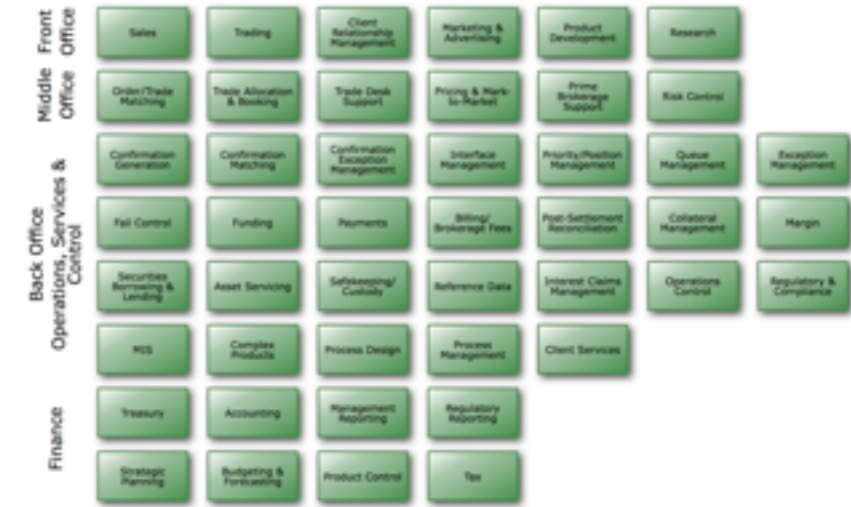 Front
Office
Sales
Trading
Client
Relationship
Management
Marketing &
Advertising
Product
Development
Research
Middle
Office
Order/Trade
Matching
Trade Allocation
& Booking
Trade Desk
Support
Pricing & Mark-
to-Market
Prime
Brokerage
Support
Risk Control
Back Office
Operations, Services &
Control
Confirmation
Generation
Confirmation
Matching
Confirmation
Exception
Management
Interface
Management
Priority/Position
Management
Queue
Management
Exception
Management
Fail Control
Funding
Payments
Billing/
Brokerage Fees
Post-Settlement
Reconciliation
Collateral
Management
Margin
Securities
Borrowing &
Lending
Asset Servicing
Safekeeping/
Custody
Reference Data
Interest Claims
Management
Operations
Control
Regulatory &
Compliance
MIS
Complex
Products
Process Design
Process
Management
Client Services
Finance
Treasury
Accounting
Management
Reporting
Regulatory
Reporting
Strategic
Planning
Budgeting &
Forecasting
Product Control
Tax